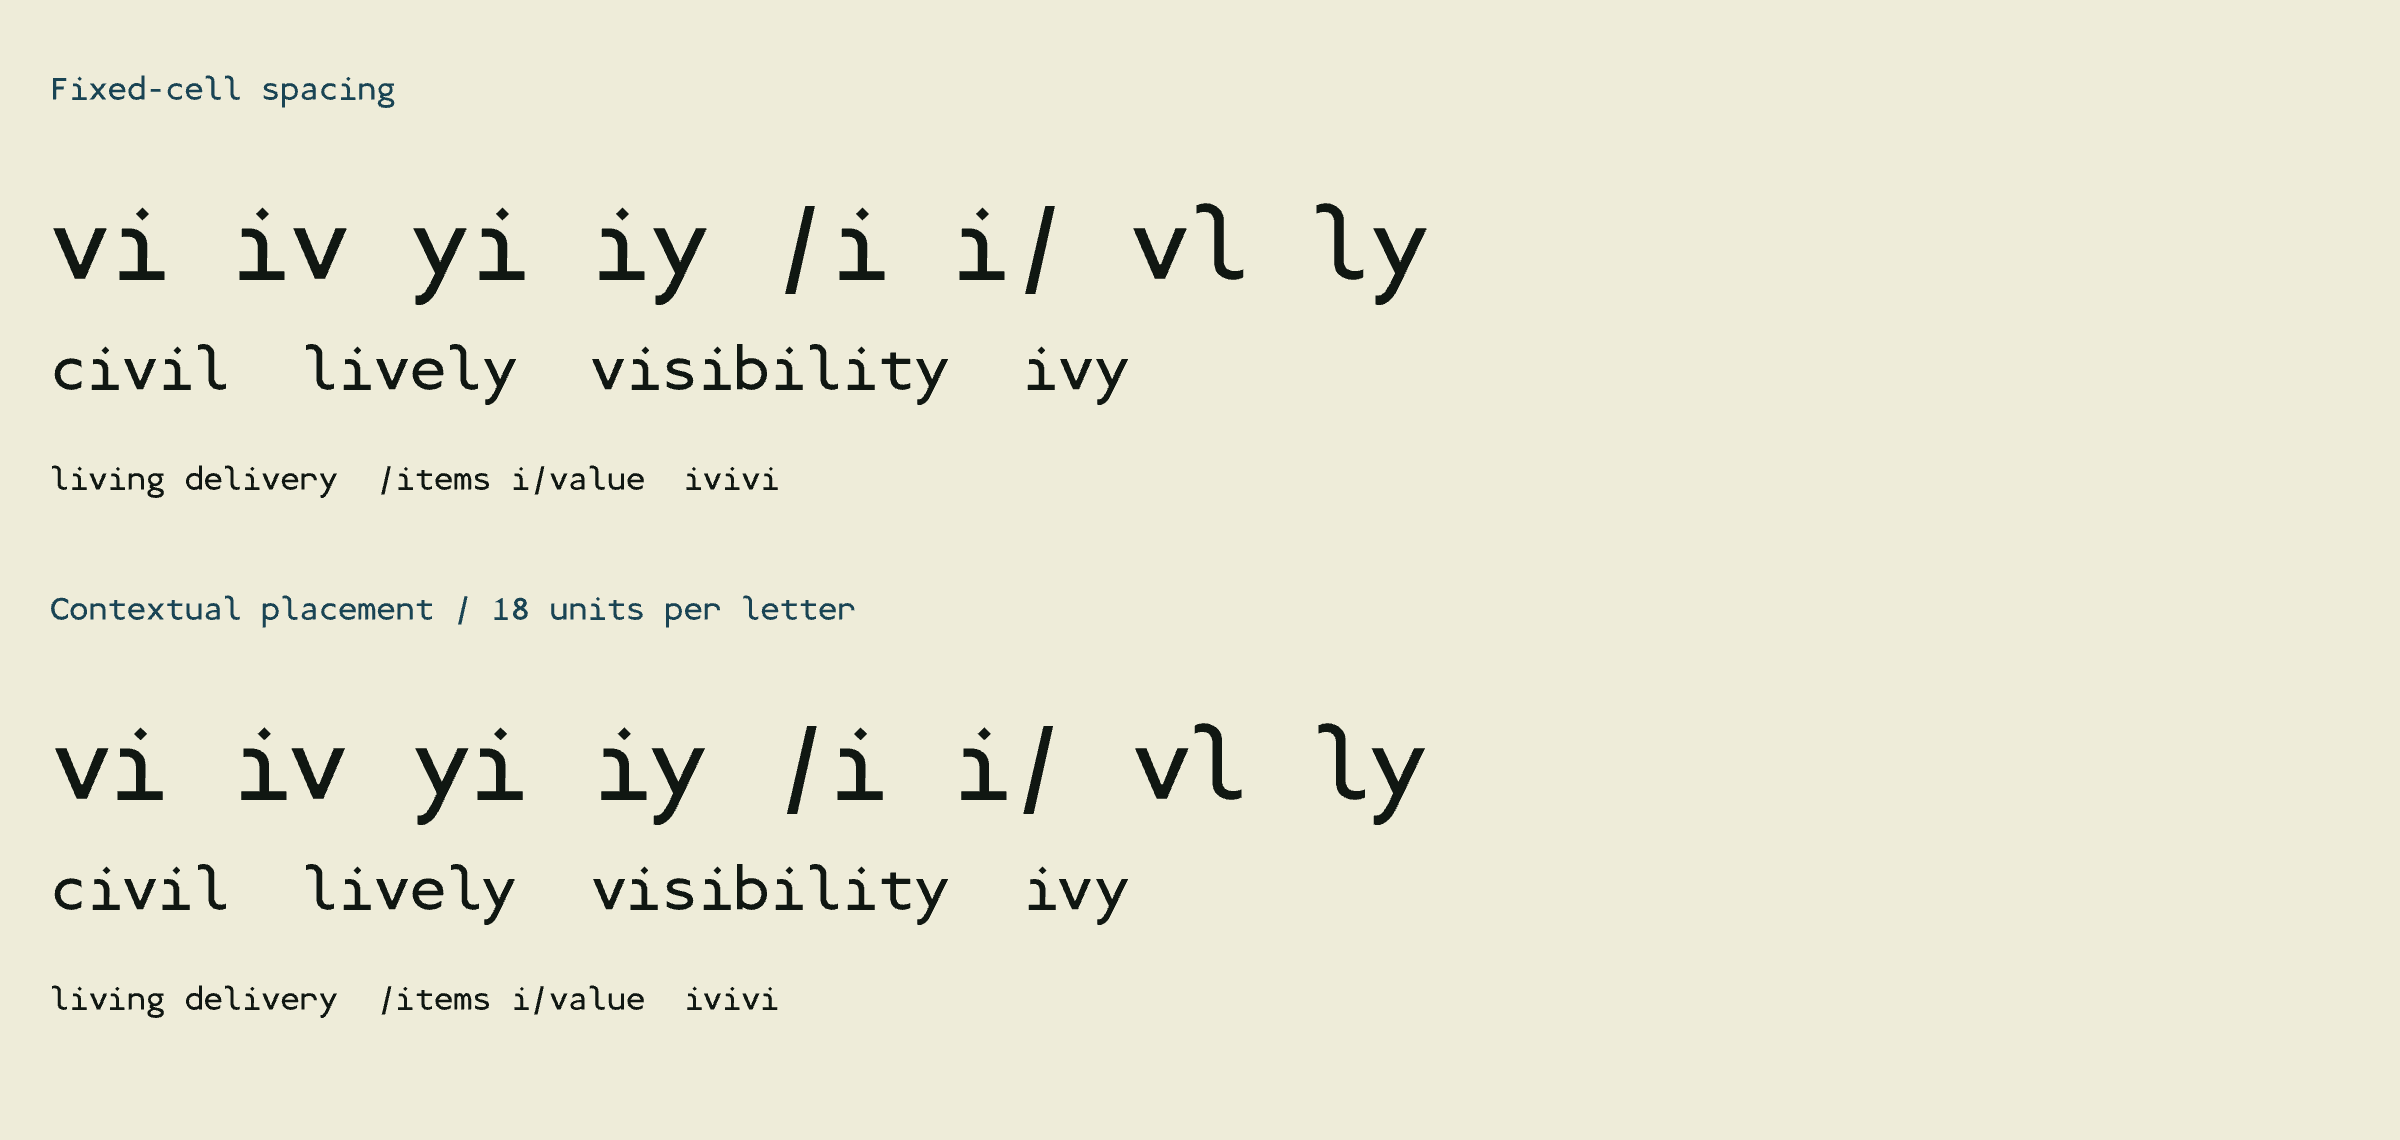 Fixed-cell spacing
vi iv yi iy /i i/ vl ly
civil  lively  visibility  ivy
living delivery  /items i/value  ivivi
Contextual placement / 18 units per letter
vi iv yi iy /i i/ vl ly
civil  lively  visibility  ivy
living delivery  /items i/value  ivivi